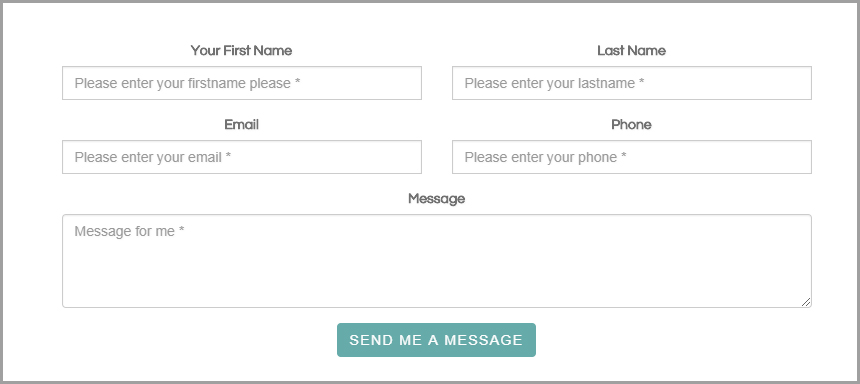 Your First Name
Last Name
Please enter your firstname please *
Please enter your lastname *
Email
Phone
Please enter your email *
Please enter your phone *
Message
Message for me *
SEND ME A MESSAGE